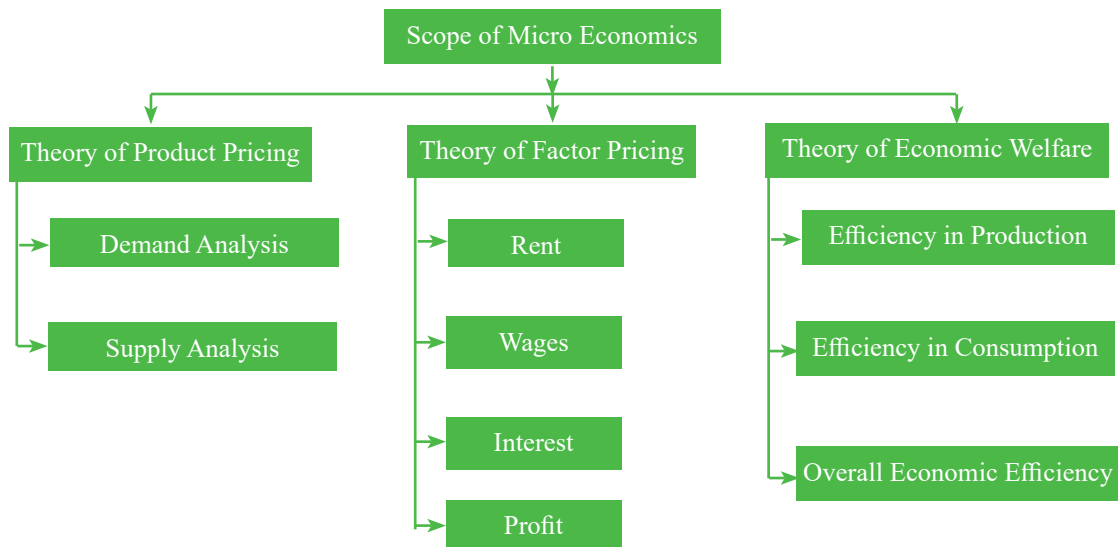 Scope of Micro Economics
Theory of Product Pricing
Demand Analysis
Supply Analysis
Theory of Factor Pricing
Rent
Wages
Interest
Profit
Theory of Economic Welfare
Efficiency in Production
Efficiency in Consumption
Overall Economic Efficiency